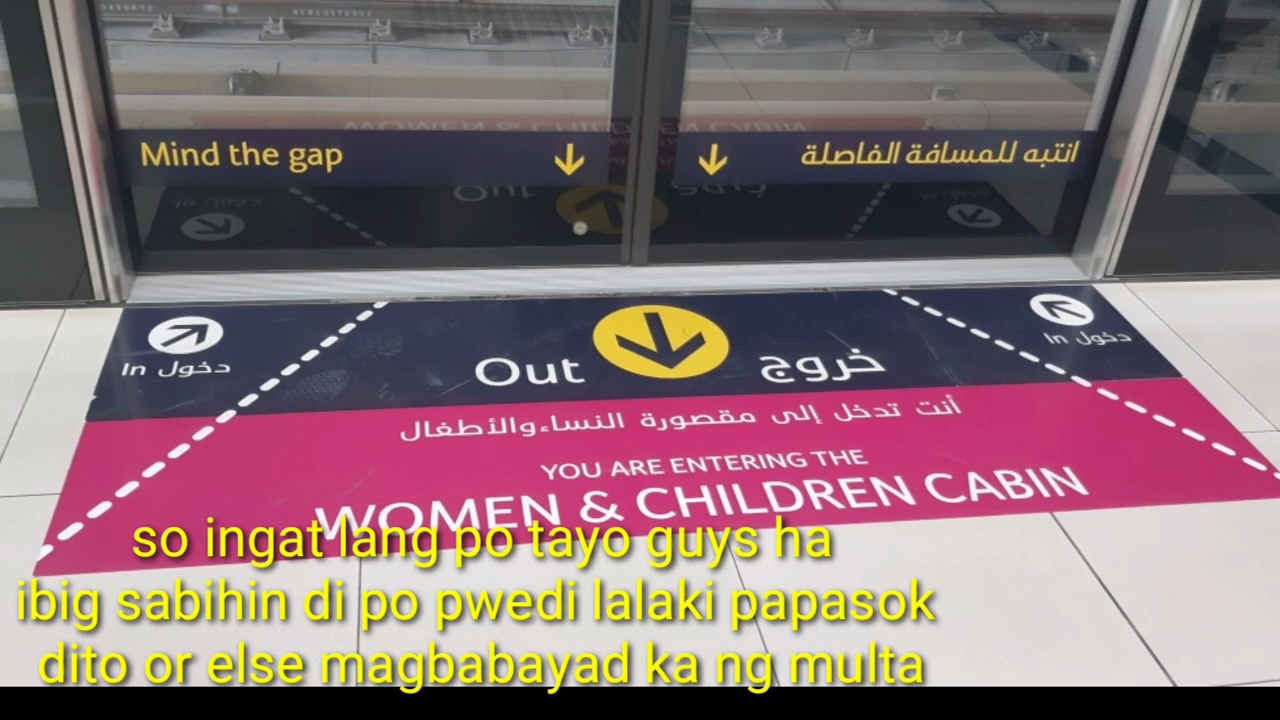 Mind the gap
انتبه للمسافة الفاصلة
دخول In
Out
خروج
In دخول
أنت تدخل إلى مقصورة النساء والأطفال
YOU ARE ENTERING THE
WOMEN & CHILDREN CABIN
so ingat lang po tayo guys ha
ibig sabihin di po pwedi lalaki papasok
dito or else magbabayad ka ng multa